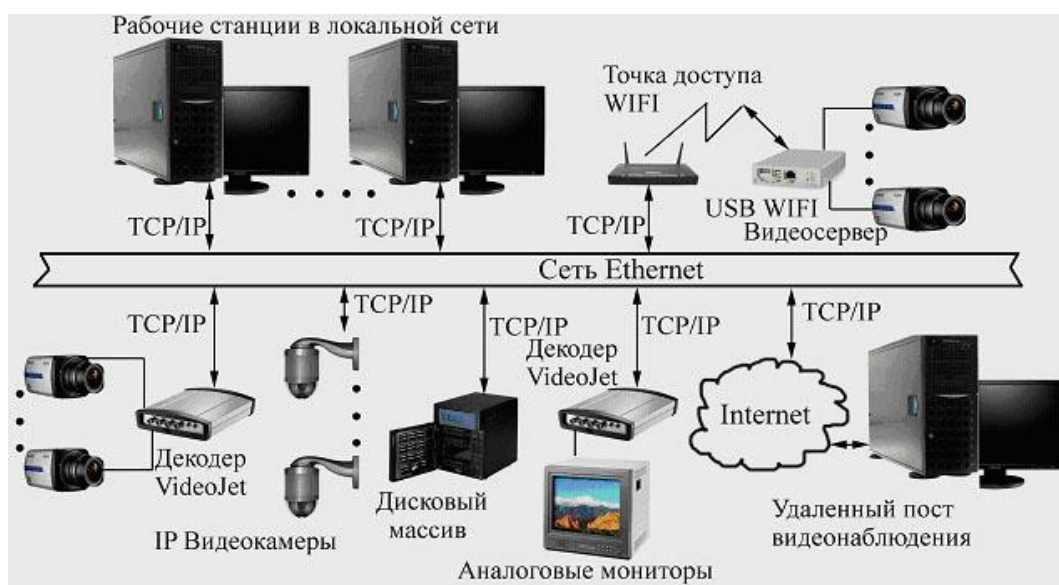 Рабочие станции в локальной сети
Точка доступа
WIFI
USB WIFI
Видеосервер
TCP/IP
TCP/IP
TCP/IP
Сеть Ethernet
TCP/IP
TCP/IP
TCP/IP
TCP/IP
TCP/IP
Декодер
VideoJet
Internet
Декодер
VideoJet
IP Видеокамеры
Дисковый
массив
Аналоговые мониторы
Удаленный пост
видеонаблюдения